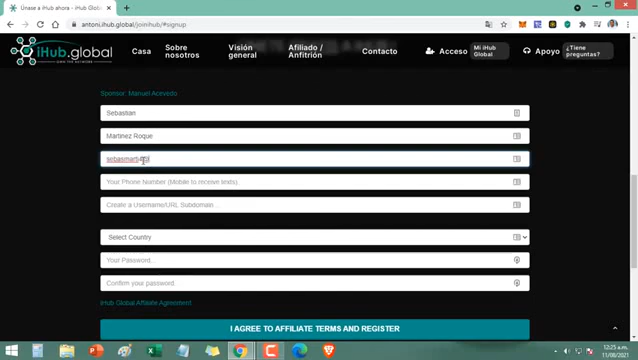 Únase a iHub ahora - iHub.globa
antoni.ihub.global/joinihub/#signup
iHub.global
Casa
Sobre nosotros
Visión general
Afiliado / Anfitrión
Contacto
Acceso
Mi iHub Global
Apoyo
¿Tiene preguntas?
Sponsor: Manuel Acevedo
Sebastian
Martinez Roque
Your Phone Number (Mobile to receive texts)
Create a Username/URL Subdomain ...
Select Country
Your Password...
Confirm your password
iHub Global Affiliate Agreement
I AGREE TO AFFILIATE TERMS AND REGISTER
12:25 a.m.
11/08/2021